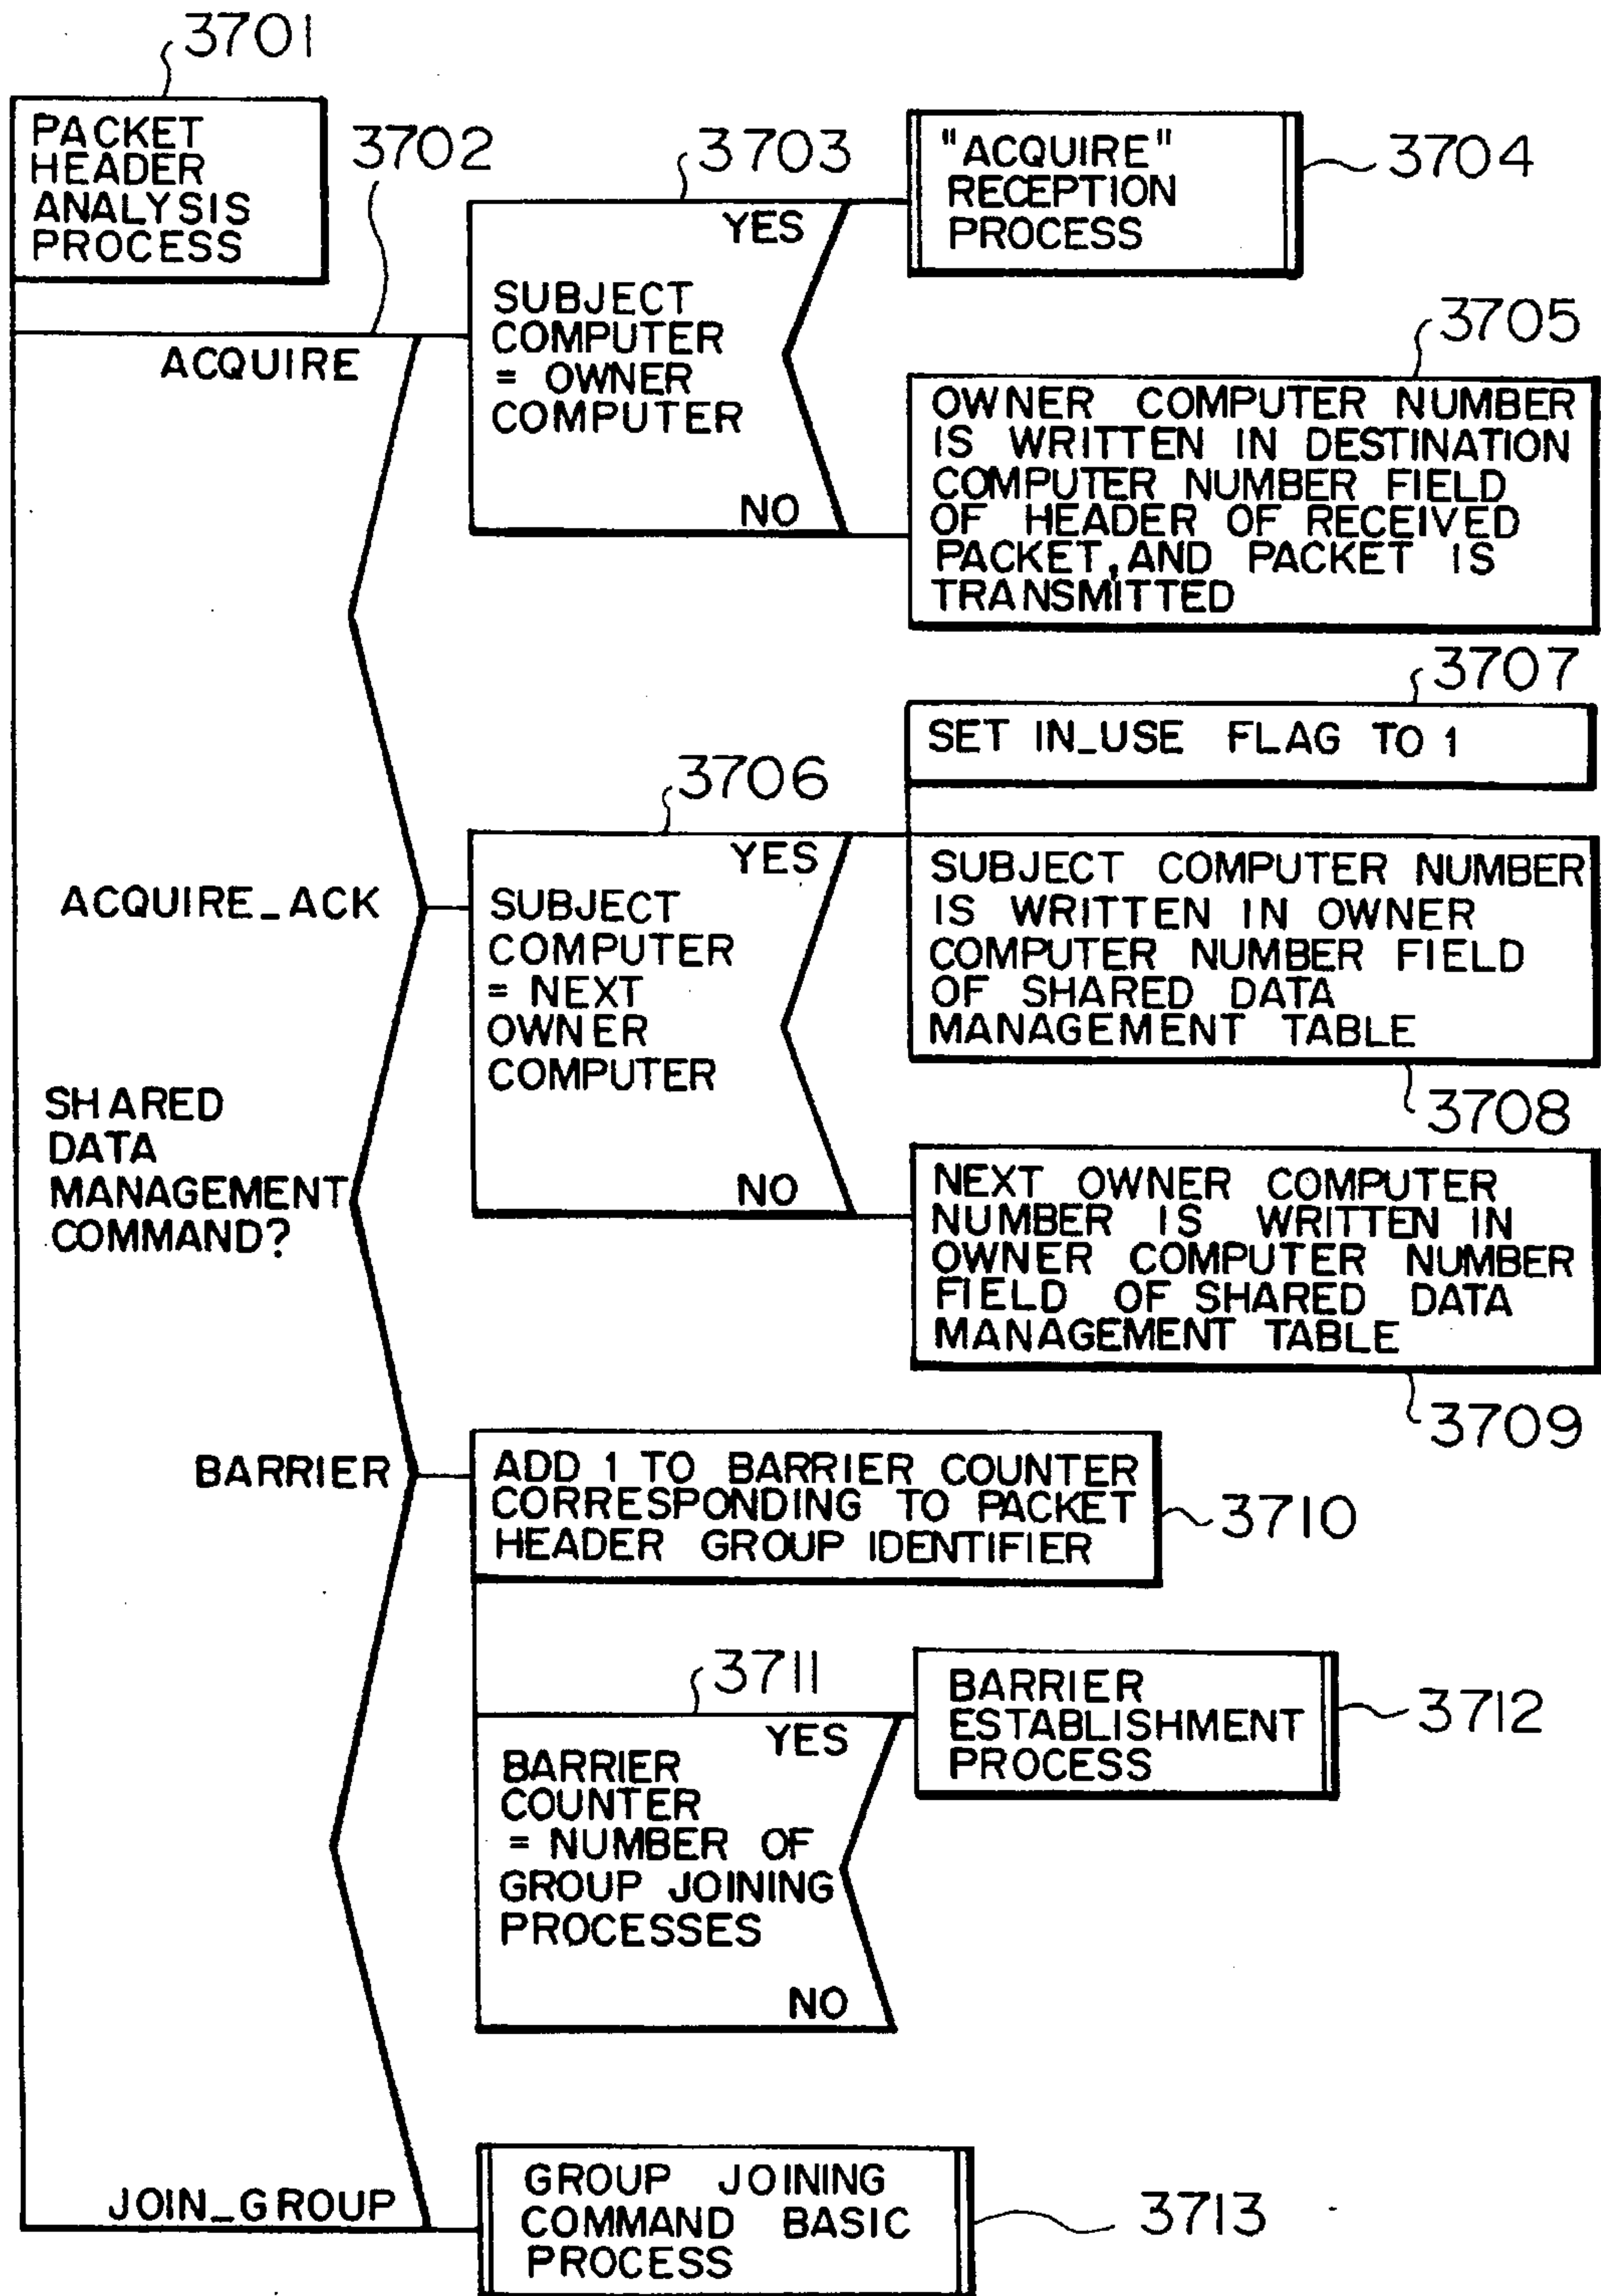 3701
PACKET
HEADER
ANALYSIS
PROCESS
3702
ACQUIRE
3703
YES
SUBJECT
COMPUTER
= OWNER
COMPUTER
NO
"ACQUIRE"
RECEPTION
PROCESS
3704
3705
OWNER COMPUTER NUMBER
IS WRITTEN IN DESTINATION
COMPUTER NUMBER FIELD
OF HEADER OF RECEIVED
PACKET, AND PACKET IS
TRANSMITTED
ACQUIRE_ACK
3706
YES
SUBJECT
COMPUTER
= NEXT
OWNER
COMPUTER
NO
3707
SET IN_USE FLAG TO 1
SUBJECT COMPUTER NUMBER
IS WRITTEN IN OWNER
COMPUTER NUMBER FIELD
OF SHARED DATA
MANAGEMENT TABLE
3708
NEXT OWNER COMPUTER
NUMBER IS WRITTEN IN
OWNER COMPUTER NUMBER
FIELD OF SHARED DATA
MANAGEMENT TABLE
3709
SHARED
DATA
MANAGEMENT
COMMAND?
BARRIER
ADD 1 TO BARRIER COUNTER
CORRESPONDING TO PACKET
HEADER GROUP IDENTIFIER
3710
3711
YES
BARRIER
COUNTER
= NUMBER OF
GROUP JOINING
PROCESSES
NO
BARRIER
ESTABLISHMENT
PROCESS
3712
JOIN_GROUP
GROUP JOINING
COMMAND BASIC
PROCESS
3713